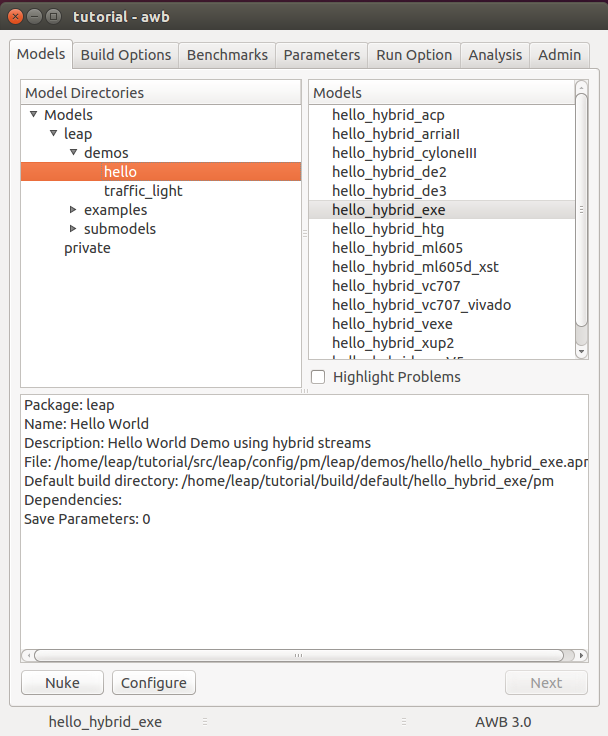 tutorial - awb
Models Build Options Benchmarks Parameters Run Option Analysis Admin
Model Directories
Models
leap
demos
hello
traffic_light
examples
submodels
private
Models
hello_hybrid_acp
hello_hybrid_arriaII
hello_hybrid_cyloneIII
hello_hybrid_de2
hello_hybrid_de3
hello_hybrid_exe
hello_hybrid_htg
hello_hybrid_ml605
hello_hybrid_ml605d_xst
hello_hybrid_vc707
hello_hybrid_vc707_vivado
hello_hybrid_vexe
hello_hybrid_xup2
Highlight Problems
Package: leap
Name: Hello World
Description: Hello World Demo using hybrid streams
File: /home/leap/tutorial/src/leap/config/pm/leap/demos/hello/hello_hybrid_exe.apm
Default build directory: /home/leap/tutorial/build/default/hello_hybrid_exe/pm
Dependencies:
Save Parameters: 0
Nuke Configure Next
hello_hybrid_exe AWB 3.0